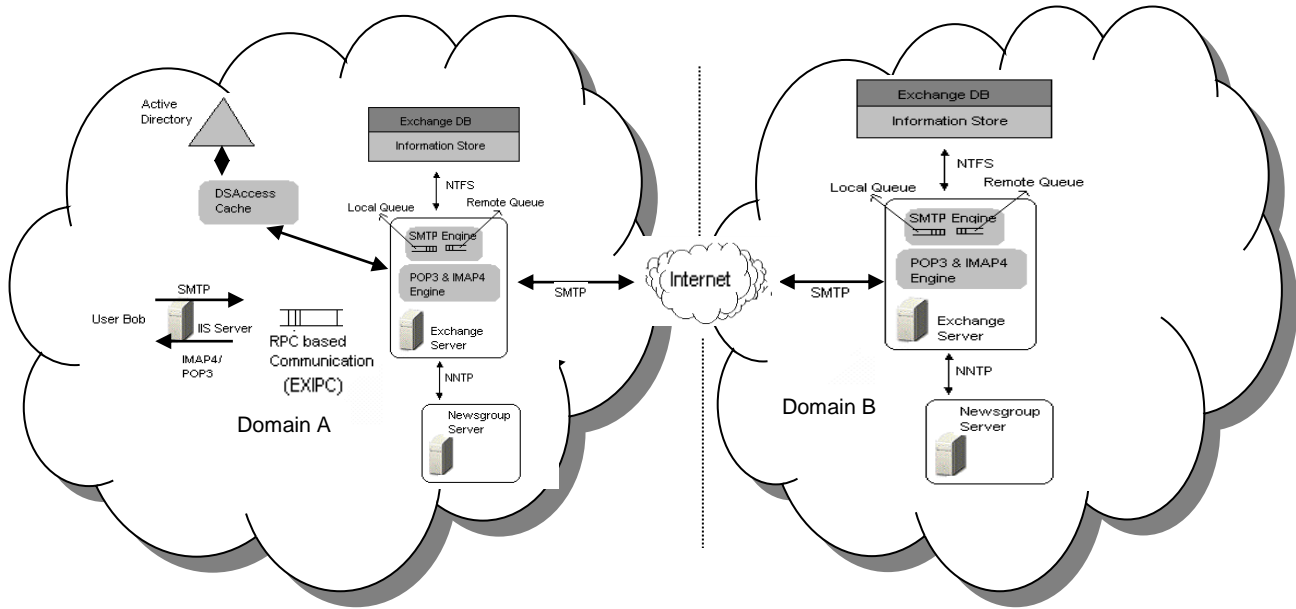 Active
Directory
DSAccess
Cache
Exchange DB
Information Store
NTFS
Local Queue
Remote Queue
SMTP Engine
POP3 & IMAP4
Engine
Exchange
Server
NNTP
Newsgroup
Server
SMTP
User Bob
IIS Server
IMAP4/
POP3
RPC based
Communication
(EXIPC)
Domain A
SMTP
Internet
SMTP
Exchange DB
Information Store
NTFS
Local Queue
Remote Queue
SMTP Engine
POP3 & IMAP4
Engine
Exchange
Server
NNTP
Domain B
Newsgroup
Server